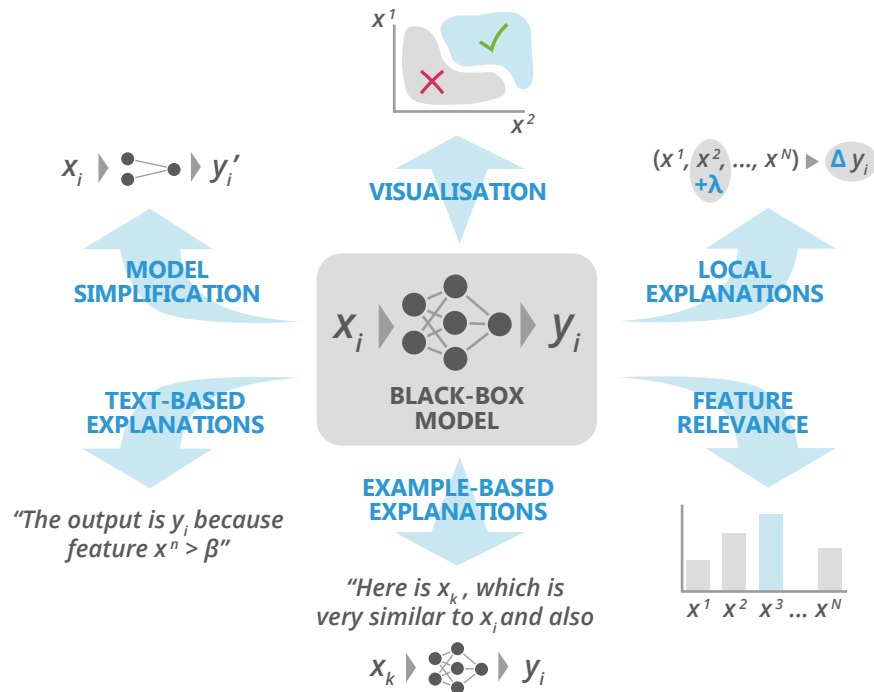 x¹
x²
VISUALISATION
xᵢ yᵢ′
MODEL
SIMPLIFICATION
(x¹, x², ..., xᴺ) Δ yᵢ
+λ
LOCAL
EXPLANATIONS
xᵢ yᵢ
BLACK-BOX
MODEL
TEXT-BASED
EXPLANATIONS
“The output is yᵢ because
feature xⁿ > β”
EXAMPLE-BASED
EXPLANATIONS
“Here is xₖ , which is
very similar to xᵢ and also
xₖ yᵢ
FEATURE
RELEVANCE
x¹ x² x³ ... xᴺ